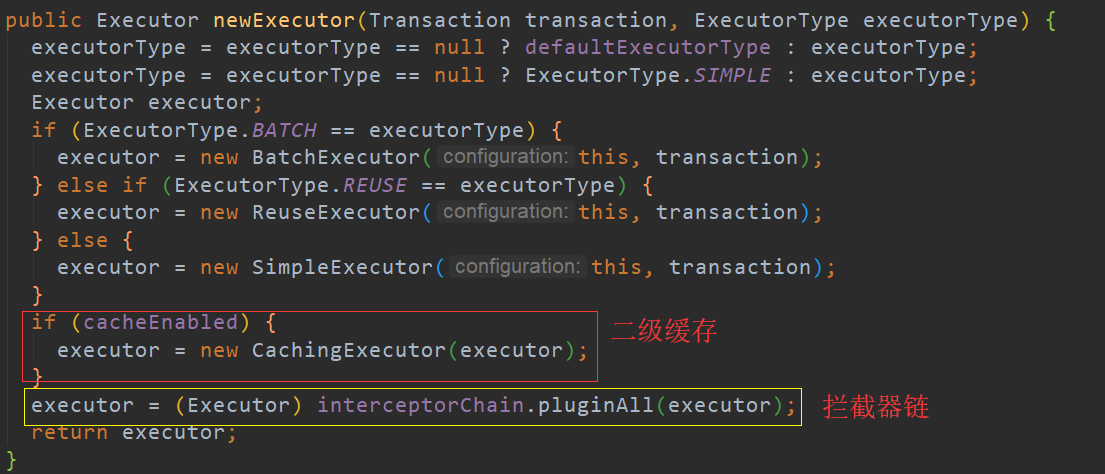 public Executor newExecutor(Transaction transaction, ExecutorType executorType) {
executorType = executorType == null ? defaultExecutorType : executorType;
executorType = executorType == null ? ExecutorType.SIMPLE : executorType;
Executor executor;
if (ExecutorType.BATCH == executorType) {
executor = new BatchExecutor( configuration: this, transaction);
} else if (ExecutorType.REUSE == executorType) {
executor = new ReuseExecutor( configuration: this, transaction);
} else {
executor = new SimpleExecutor( configuration: this, transaction);
}
if (cacheEnabled) {
二级缓存
executor = new CachingExecutor(executor);
}
executor = (Executor) interceptorChain.pluginAll(executor); 拦截器链
return executor;
}